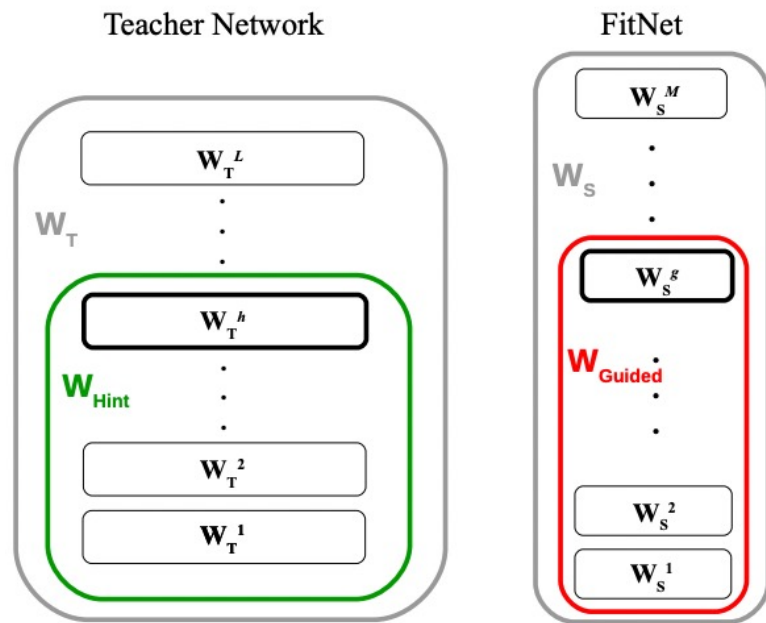 Teacher Network
W_T^L
W_T
W_T^h
W_Hint
W_T^2
W_T^1
FitNet
W_S^M
W_S
W_S^g
W_Guided
W_S^2
W_S^1